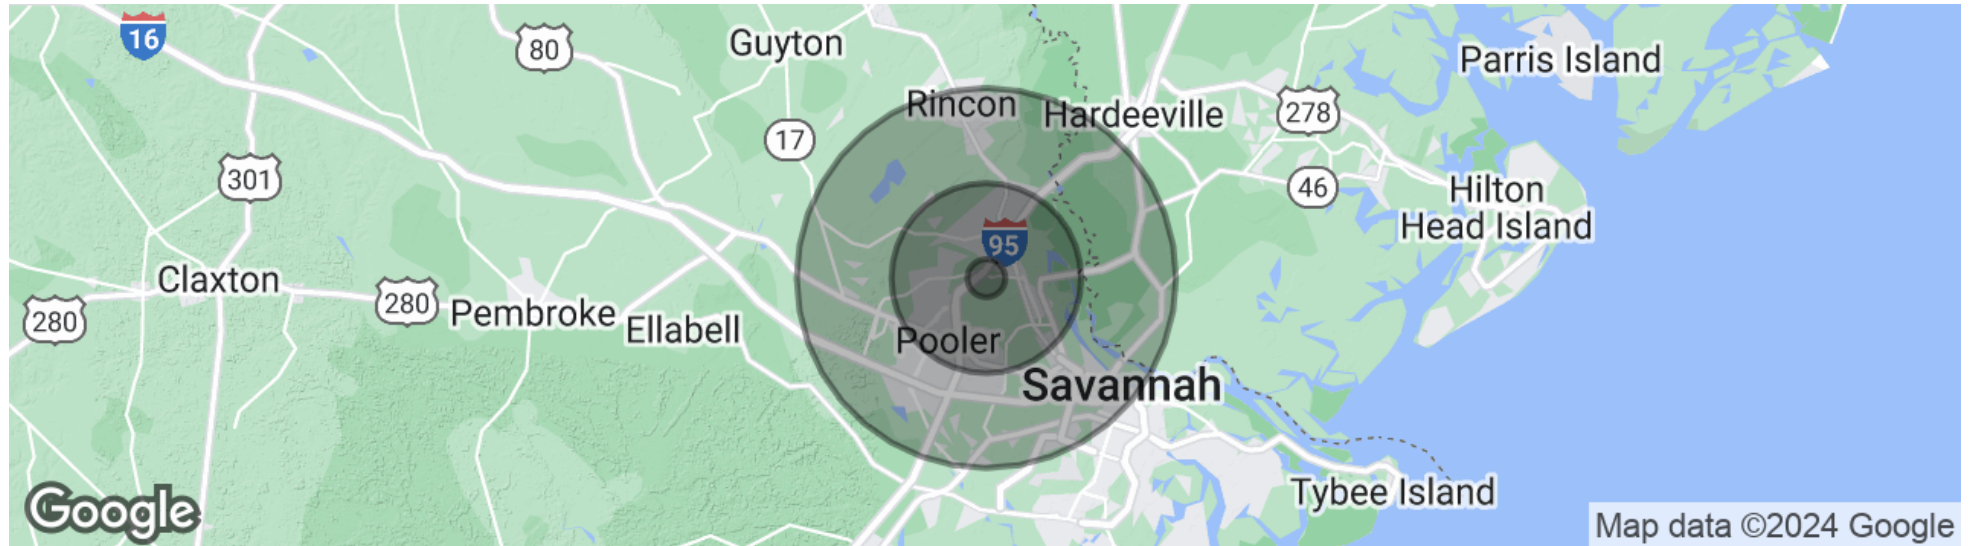 16
80
Guyton
Parris Island
Rincon
Hardeeville
278
17
301
46
Hilton
Head Island
95
Claxton
280
280
Pembroke
Ellabell
Pooler
Savannah
Tybee Island
Google
Map data ©2024 Google